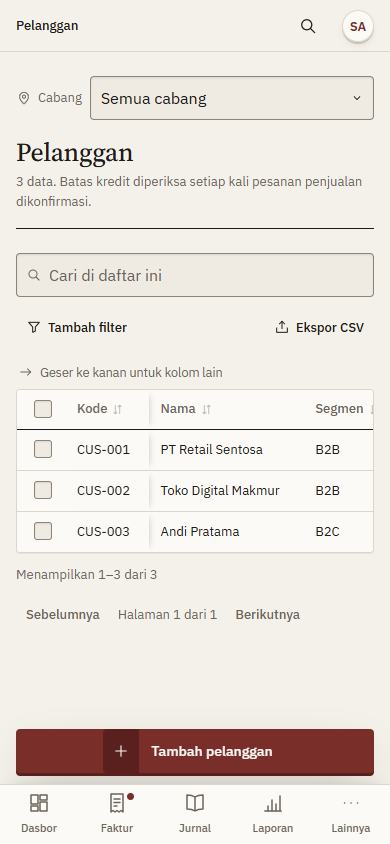 Pelanggan
SA
Cabang
Semua cabang
Pelanggan
3 data. Batas kredit diperiksa setiap kali pesanan penjualan
dikonfirmasi.
Cari di daftar ini
Tambah filter
Ekspor CSV
Geser ke kanan untuk kolom lain
Kode Nama Segmen
CUS-001 PT Retail Sentosa B2B
CUS-002 Toko Digital Makmur B2B
CUS-003 Andi Pratama B2C
Menampilkan 1–3 dari 3
Sebelumnya Halaman 1 dari 1 Berikutnya
Tambah pelanggan
Dasbor Faktur Jurnal Laporan Lainnya